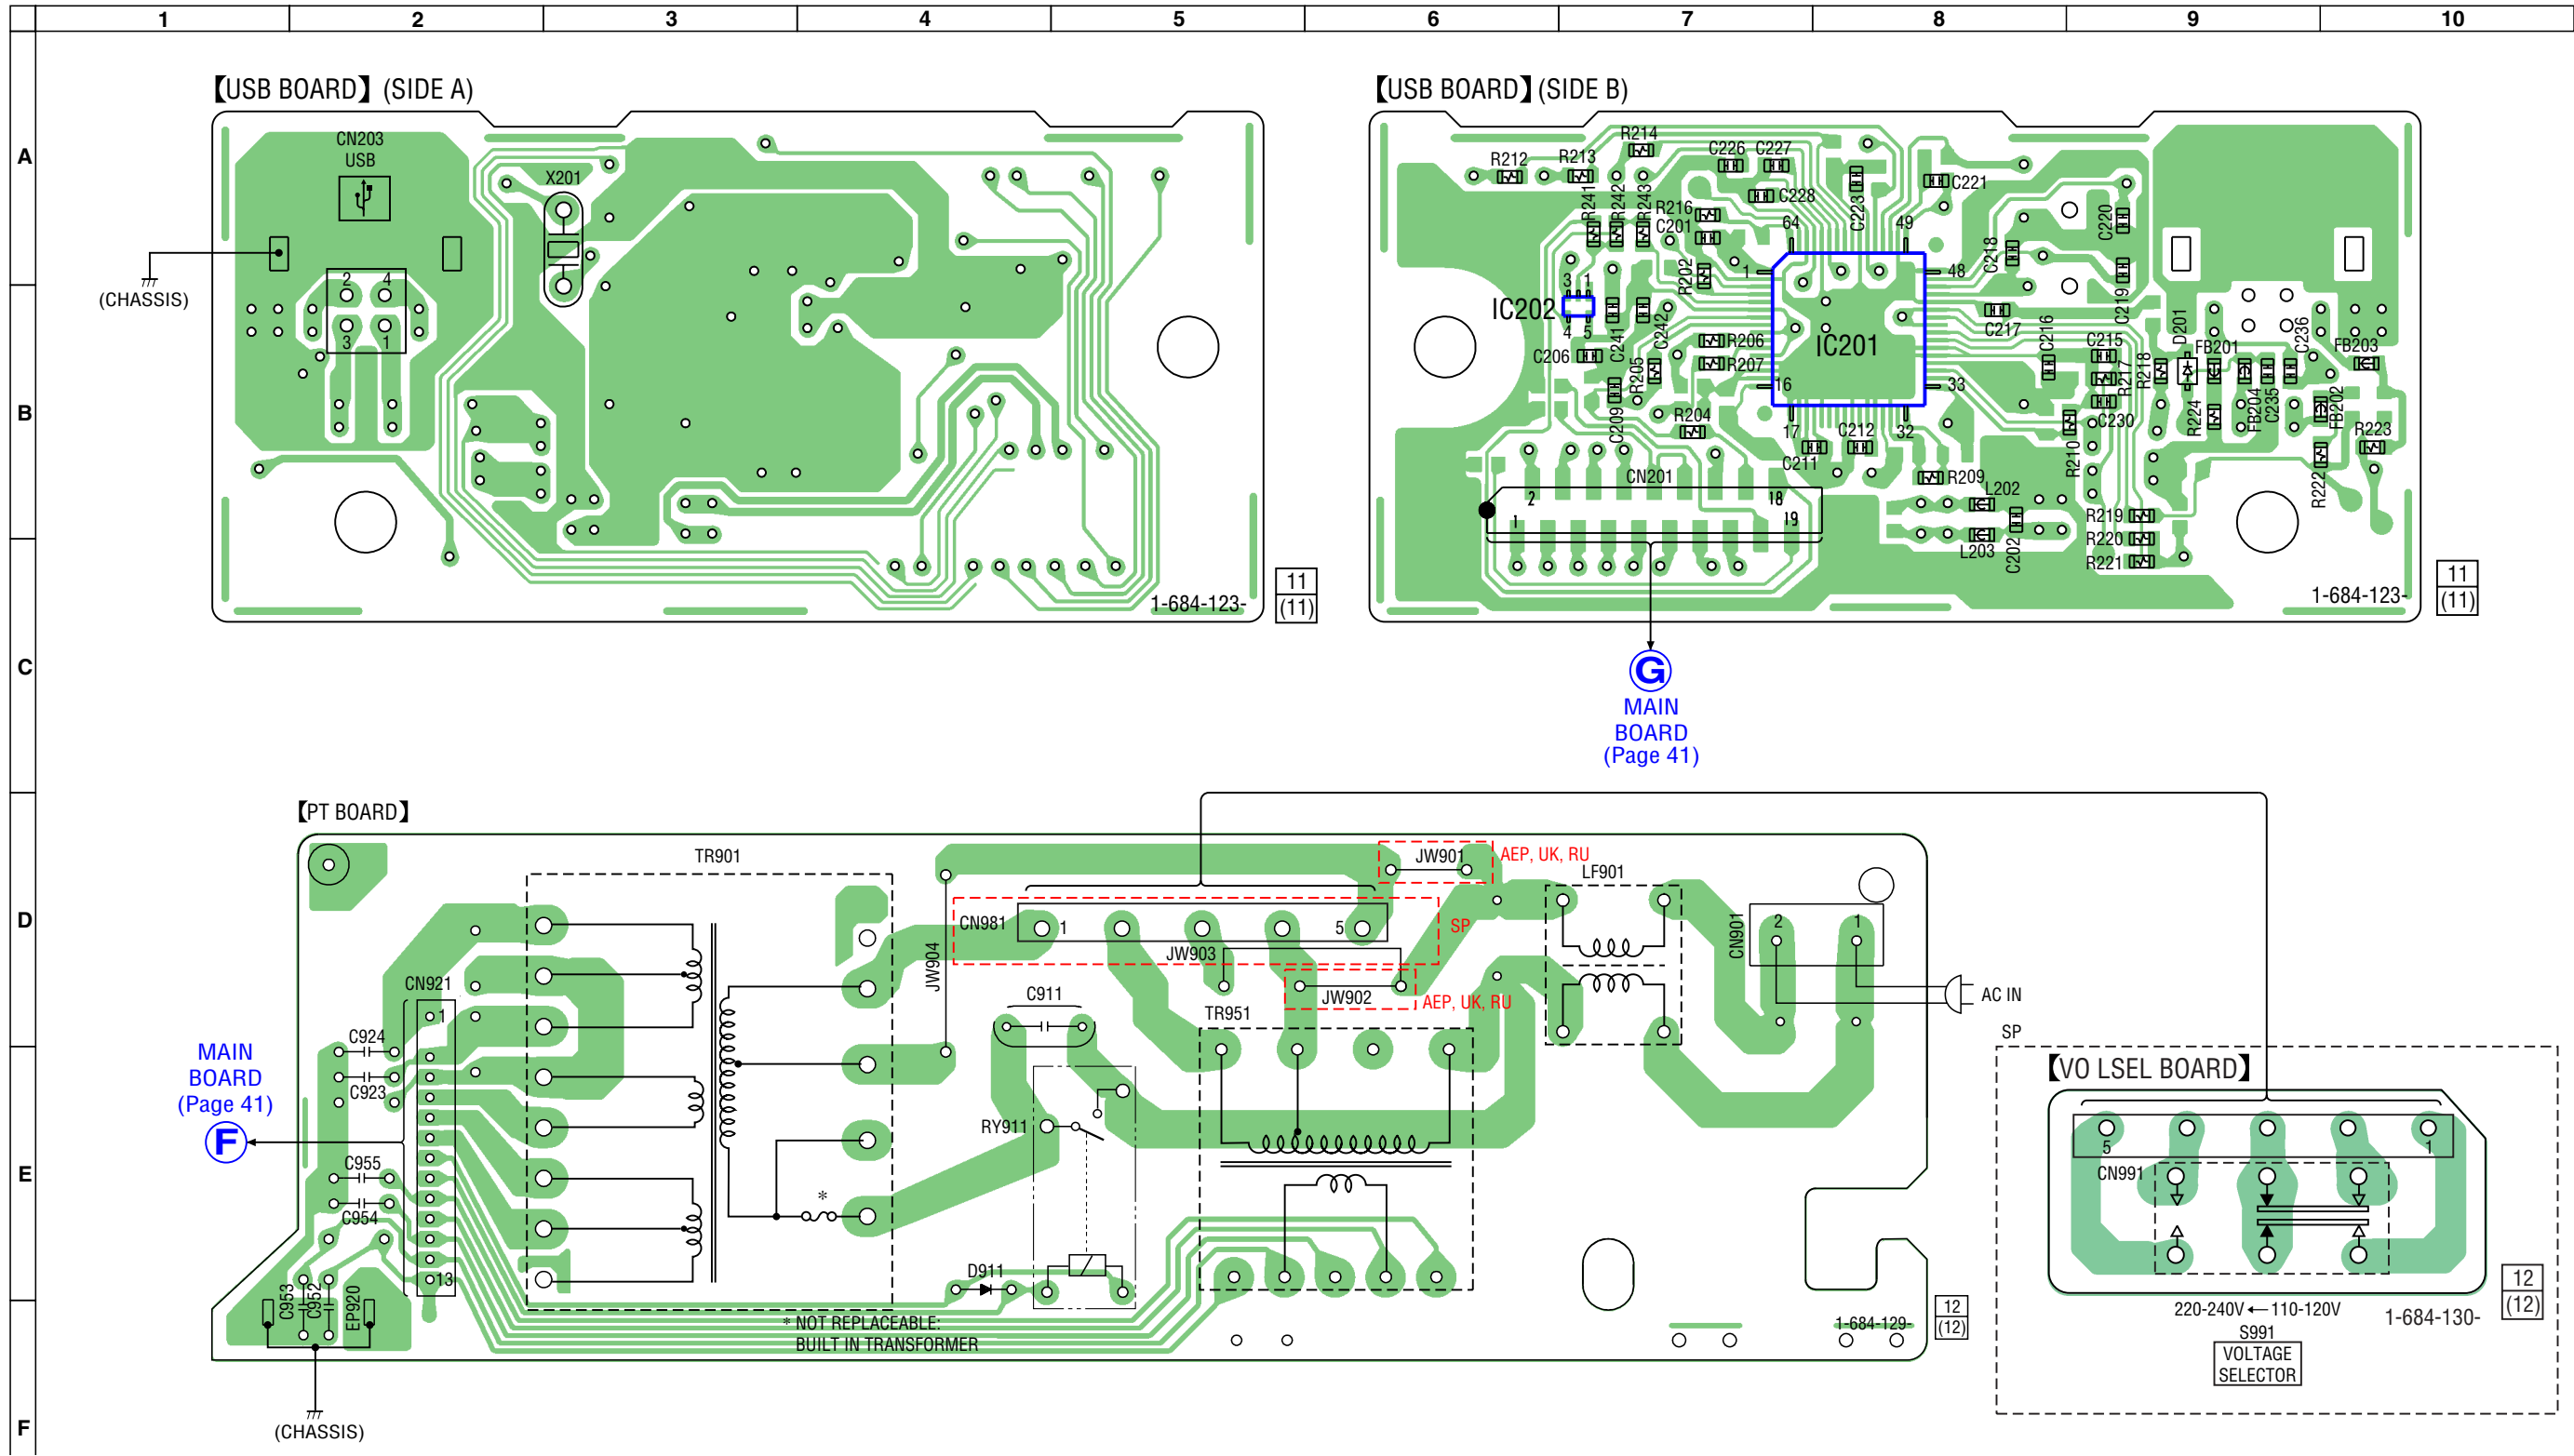 1 2 3 4 5 6 7 8 9 10
A
B
C
D
E
F
【USB BOARD】 (SIDE A)
CN203
USB
X201
2 4
3 1
(CHASSIS)
1-684-123-
11
(11)
【USB BOARD】 (SIDE B)
R214
R212
R213
C226
C227
C228
C223
C221
C220
R241
R242
R243
R216
C201
64
49
C218
R202
1
48
3 1
IC202
4 5
C241
C242
C219
C217
C216
D201
C206
R205
R206
R207
IC201
C215
R217
R218
FB201
C236
FB203
16
33
C209
R204
C230
R224
FB204
C235
FB202
R223
17
C212
32
C211
R210
CN201
R209
L202
R222
2
18
1
19
R219
R220
R221
L203
C202
1-684-123-
11
(11)
G
MAIN
BOARD
(Page 41)
【PT BOARD】
TR901
JW901
AEP, UK, RU
LF901
CN981
1
5
SP
CN901
2
1
JW904
JW903
CN921
C911
JW902
AEP, UK, RU
AC IN
1
TR951
C924
MAIN
BOARD
(Page 41)
C923
F
RY911
C955
C954
*
D911
13
C953
C952
EP920
* NOT REPLACEABLE:
BUILT IN TRANSFORMER
1-684-129-
12
(12)
(CHASSIS)
SP
【VO LSEL BOARD】
5
1
CN991
220-240V ← 110-120V
1-684-130-
S991
VOLTAGE
SELECTOR
12
(12)